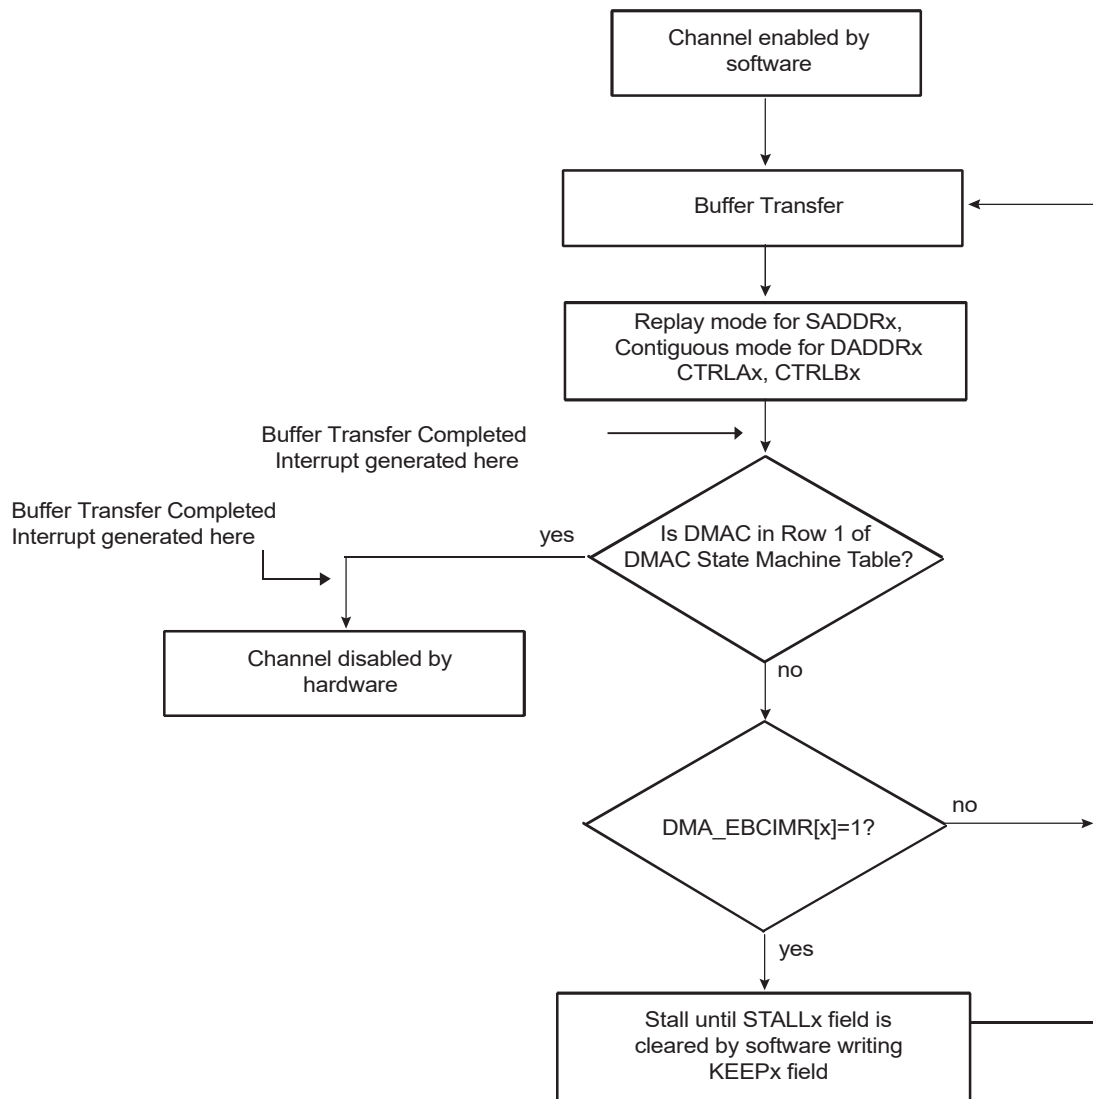 Channel enabled by
software
Buffer Transfer
Replay mode for SADDRx,
Contiguous mode for DADDRx
CTRLAx, CTRLBx
Buffer Transfer Completed
Interrupt generated here
Buffer Transfer Completed
Interrupt generated here
yes
Is DMAC in Row 1 of
DMAC State Machine Table?
Channel disabled by
hardware
no
DMA_EBCIMR[x]=1?
no
yes
Stall until STALLx field is
cleared by software writing
KEEPx field